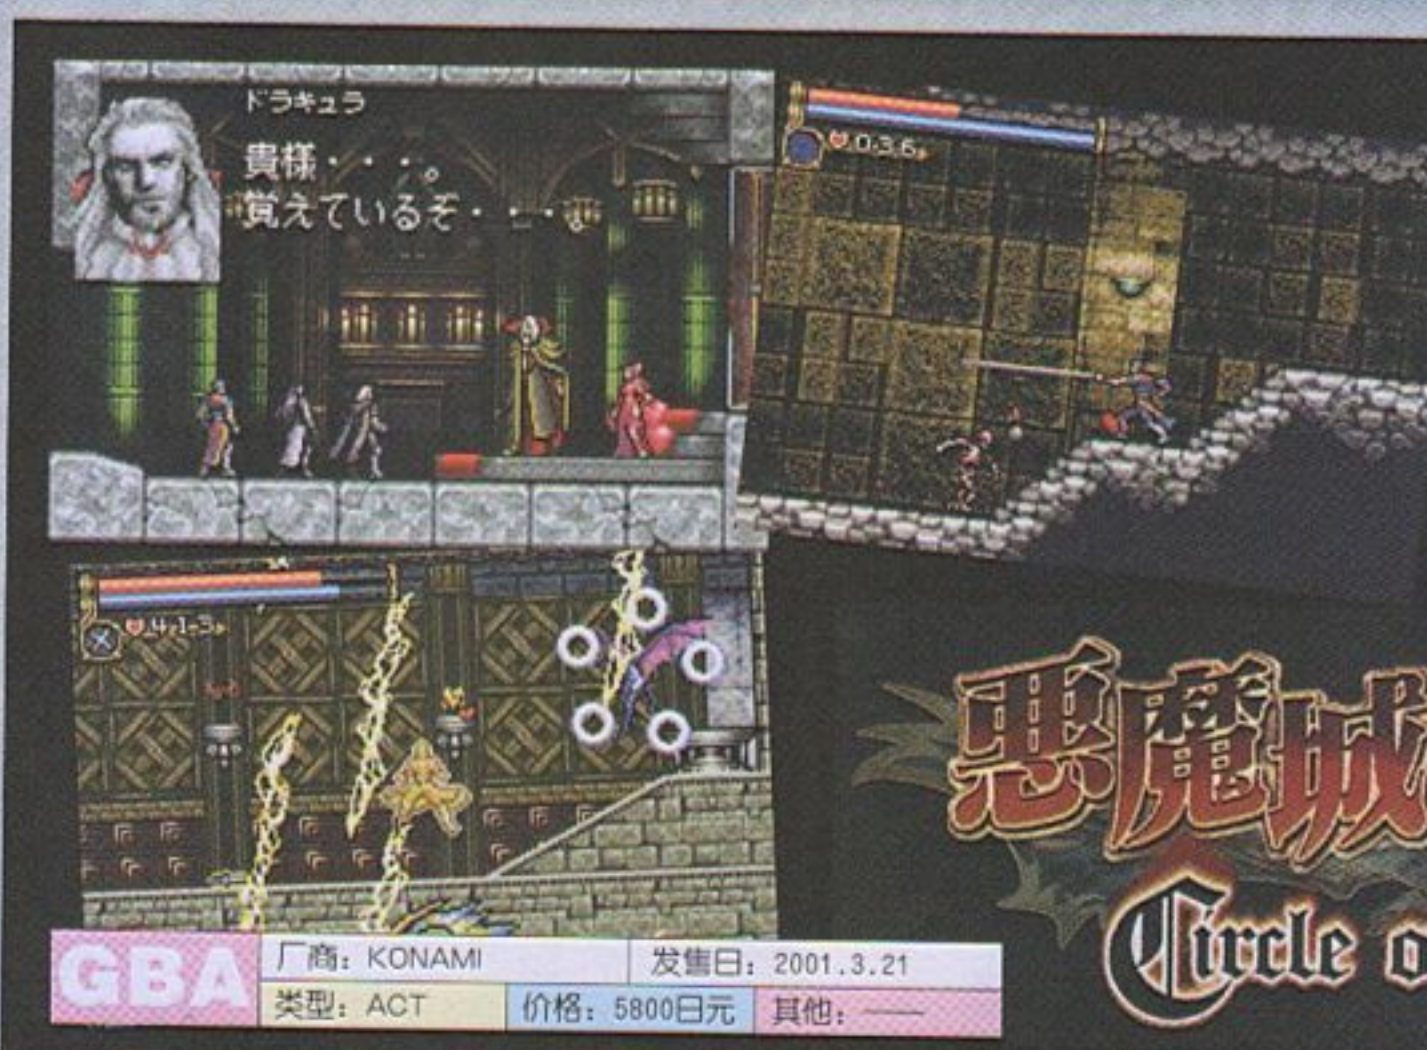 ドラキュラ
貴様・・・。
覚えているぞ・・・。
036
413
悪魔城
Circle o
GBA
厂商：KONAMI
发售日：2001.3.21
类型：ACT
价格：5800日元
其他：——